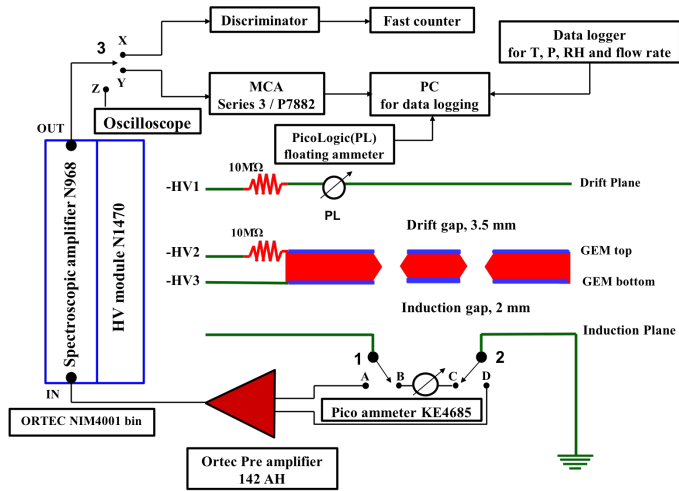 Discriminator
Fast counter
Data logger
for T, P, RH and flow rate
3
X
Y
Z
MCA
Series 3 / P7882
PC
for data logging
OUT
Oscilloscope
PicoLogic(PL)
floating ammeter
Spectroscopic amplifier N968
HV module N1470
10MΩ
-HV1
PL
Drift Plane
Drift gap, 3.5 mm
10MΩ
-HV2
GEM top
-HV3
GEM bottom
Induction gap, 2 mm
Induction Plane
1
2
A
B
C
D
IN
Pico ammeter KE4685
ORTEC NIM4001 bin
Ortec Pre amplifier
142 AH